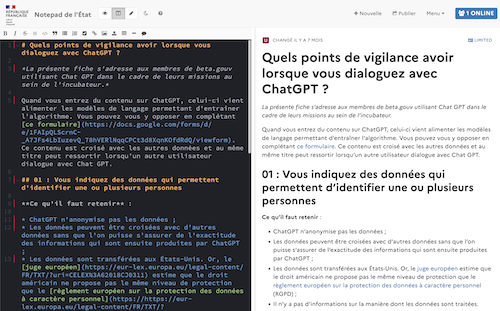 RÉPUBLIQUE
FRANÇAISE
Notepad de l'État
Nouveau
Publier
Menu
1 ONLINE
# Quels points de vigilance avoir lorsque vous
dialoguez avec ChatGPT ?
*La présente fiche s'adresse aux membres de beta.gouv
utilisant Chat GPT dans le cadre de leurs missions au
sein de l'incubateur.*
Quand vous entrez du contenu sur ChatGPT, celui-ci vient
alimenter les modèles de langage permettant d'entrainer
l'algorithme. Vous pouvez vous y opposer en complétant
[ce formulaire](https://docs.google.com/forms/d/
Ce contenu est croisé avec les autres données et au même
titre peut ressortir lorsqu'un autre utilisateur
dialogue avec Chat GPT.
## 01 : Vous indiquez des données qui permettent
d'identifier une ou plusieurs personnes
**Ce qu'il faut retenir** :
* ChatGPT n'anonymise pas les données ;
* Les données peuvent être croisées avec d'autres
données sans que l'on puisse s'assurer de l'exactitude
des informations qui sont ensuite produites par ChatGPT
;
* Les données sont transférées aux États-Unis. Or, le
[juge européen](https://eur-lex.europa.eu/legal-content/
FR/TXT/?uri=CELEX%3A62018CJ0311) estime que le droit
américain ne propose pas le même niveau de protection
que le [règlement européen sur la protection des données
à caractère personnel](https://https://eur-
lex.europa.eu/legal-content/FR/TXT/?
CHANGÉ IL Y A 7 MOIS
LIMITED
Quels points de vigilance avoir
lorsque vous dialoguez avec
ChatGPT ?
La présente fiche s'adresse aux membres de beta.gouv utilisant Chat GPT dans le
cadre de leurs missions au sein de l'incubateur.
Quand vous entrez du contenu sur ChatGPT, celui-ci vient alimenter les modèles de
langage permettant d'entrainer l'algorithme. Vous pouvez vous y opposer en
complétant ce formulaire. Ce contenu est croisé avec les autres données et au même
titre peut ressortir lorsqu'un autre utilisateur dialogue avec Chat GPT.
01 : Vous indiquez des données qui
permettent d'identifier une ou plusieurs
personnes
Ce qu'il faut retenir :
• ChatGPT n'anonymise pas les données ;
• Les données peuvent être croisées avec d'autres données sans que l'on
puisse s'assurer de l'exactitude des informations qui sont ensuite produites
par ChatGPT ;
• Les données sont transférées aux États-Unis. Or, le juge européen estime que
le droit américain ne propose pas le même niveau de protection que le
règlement européen sur la protection des données à caractère personnel
(RGPD) ;
• Il n'y a pas d'informations sur la manière dont les données sont traitées.